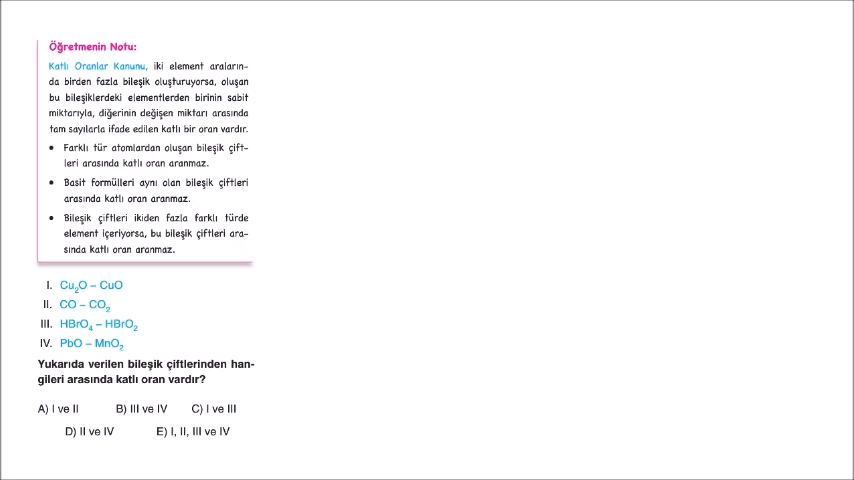 Öğretmenin Notu:
Katlı Oranlar Kanunu, iki element araların-
da birden fazla bileşik oluşturuyorsa, oluşan
bu bileşiklerdeki elementlerden birinin sabit
miktarıyla, diğerinin değişen miktarı arasında
tam sayılarla ifade edilen katlı bir oran vardır.
• Farklı tür atomlardan oluşan bileşik çift-
leri arasında katlı oran aranmaz.
• Basit formülleri aynı olan bileşik çiftleri
arasında katlı oran aranmaz.
• Bileşik çiftleri ikiden fazla farklı türde
element içeriyorsa, bu bileşik çiftleri ara-
sında katlı oran aranmaz.
I. Cu₂O – CuO
II. CO – CO₂
III. HBrO₄ – HBrO₂
IV. PbO – MnO₂
Yukarıda verilen bileşik çiftlerinden han-
gileri arasında katlı oran vardır?
A) I ve II B) III ve IV C) I ve III
D) II ve IV E) I, II, III ve IV